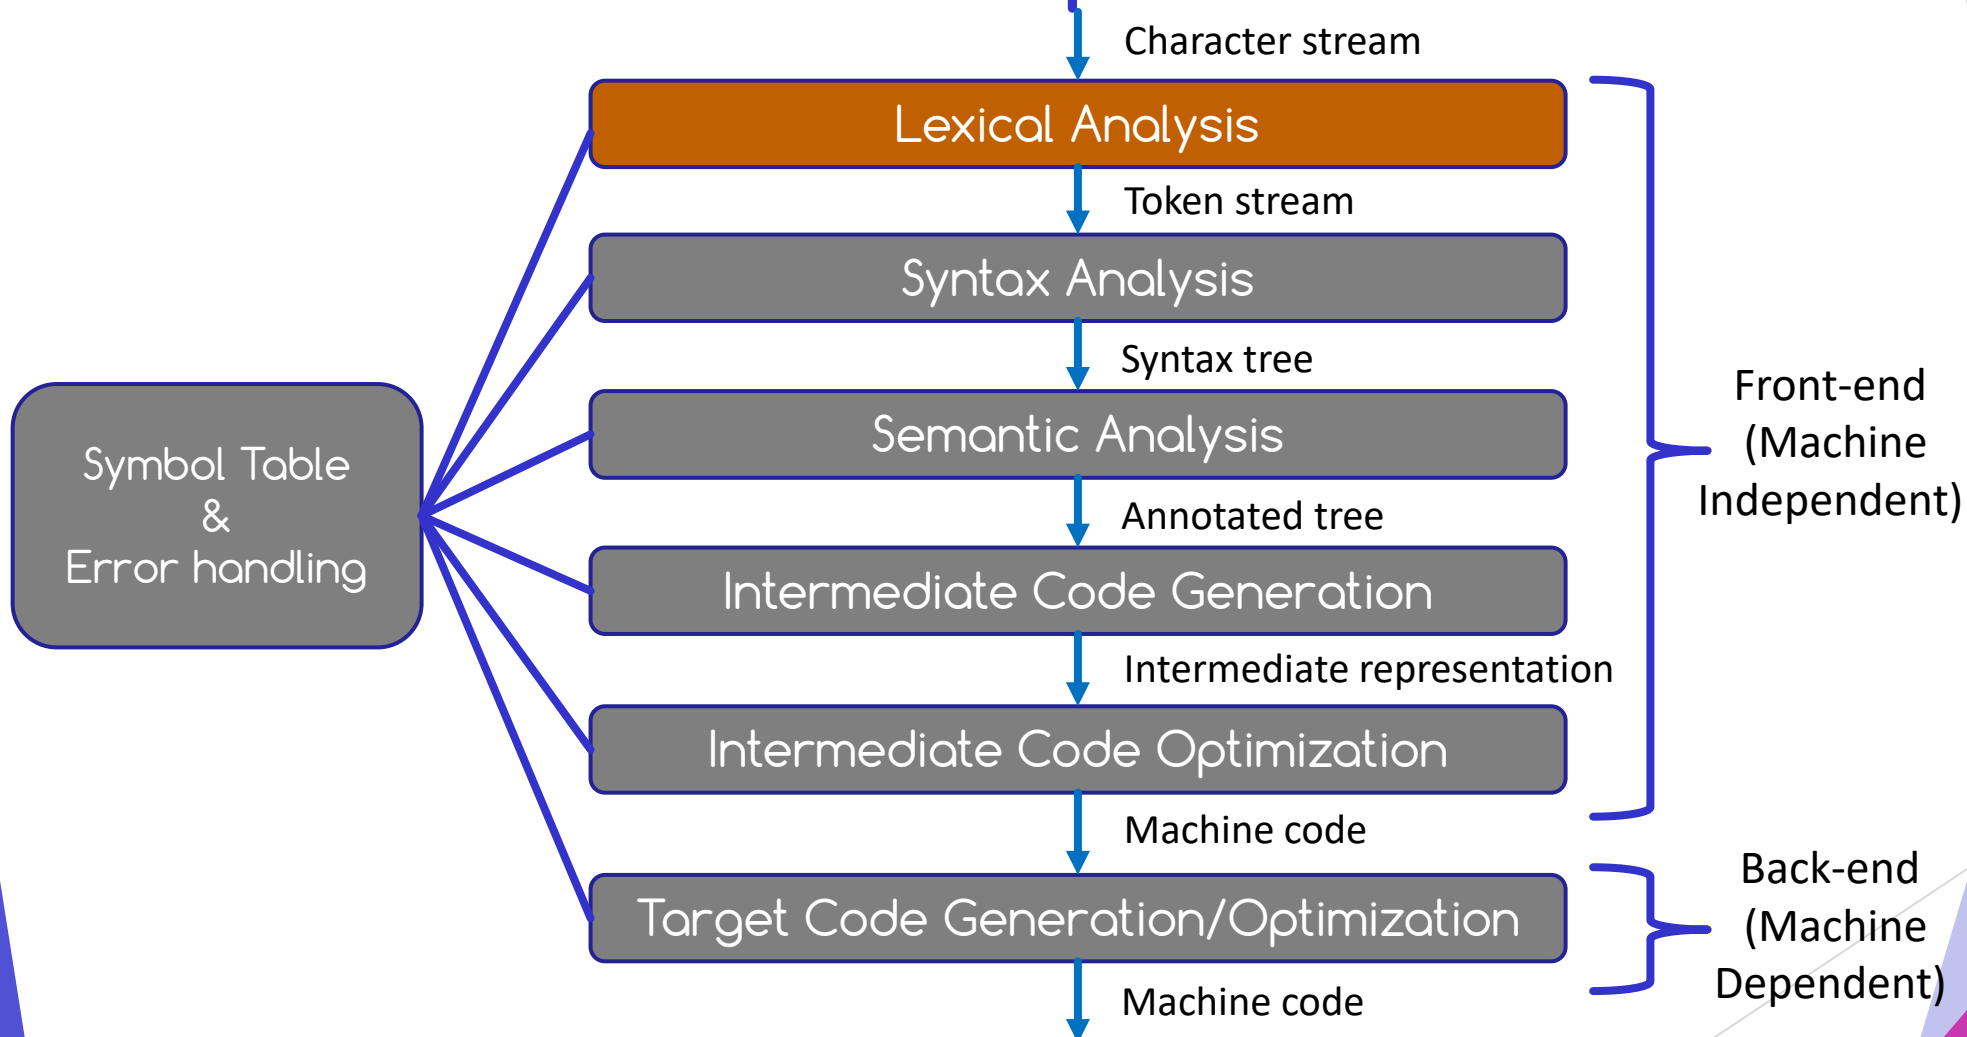 Character stream
Lexical Analysis
Token stream
Syntax Analysis
Syntax tree
Semantic Analysis
Annotated tree
Intermediate Code Generation
Intermediate representation
Intermediate Code Optimization
Machine code
Target Code Generation/Optimization
Machine code
Symbol Table
&
Error handling
Front-end
(Machine
Independent)
Back-end
(Machine
Dependent)